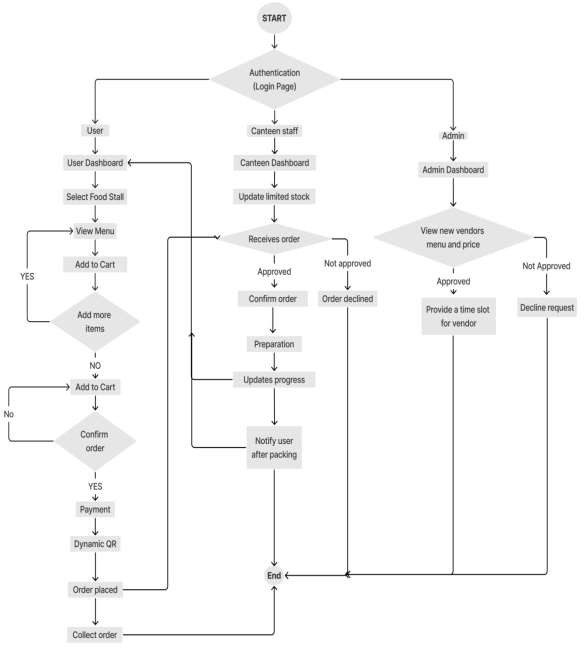 START
Authentication
(Login Page)
User
Canteen staff
Admin
User Dashboard
Canteen Dashboard
Admin Dashboard
Select Food Stall
Update limited stock
View Menu
Receives order
View new vendors
menu and price
YES
Add to Cart
Approved
Not approved
Approved
Not Approved
Confirm order
Order declined
Provide a time slot
for vendor
Decline request
Add more
items
Preparation
NO
Updates progress
Add to Cart
No
Confirm
order
Notify user
after packing
YES
Payment
Dynamic QR
End
Order placed
Collect order